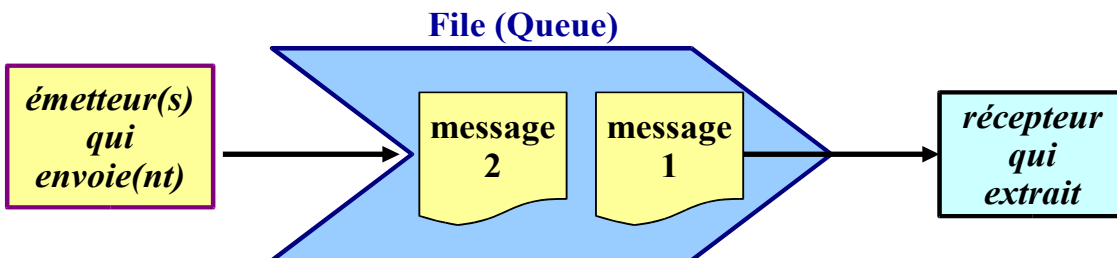 File (Queue)
émetteur(s)
qui
envoie(nt)
message
2
message
1
récepteur
qui
extrait